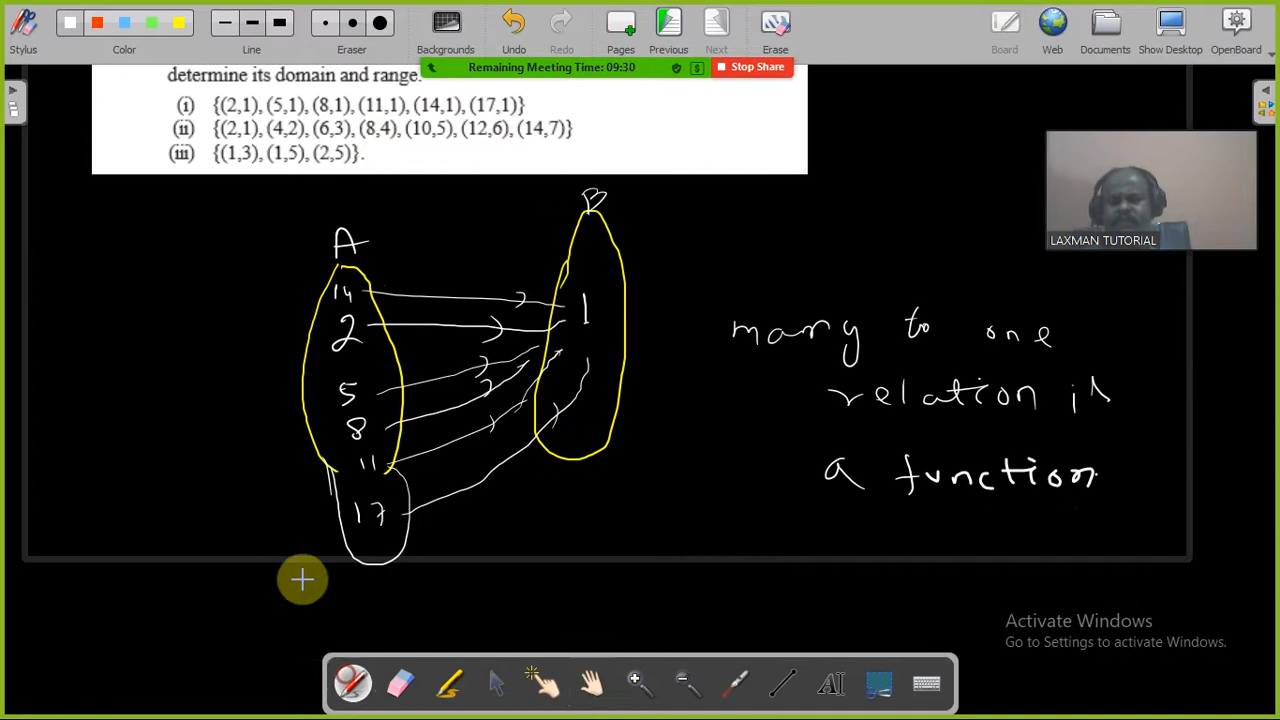 Stylus
Color
Line
Eraser
Backgrounds
Undo
Redo
Pages
Previous
Next
Erase
Board
Web
Documents
Show Desktop
OpenBoard
Remaining Meeting Time: 09:30
Stop Share
determine its domain and range.
(i) {(2,1), (5,1), (8,1), (11,1), (14,1), (17,1)}
(ii) {(2,1), (4,2), (6,3), (8,4), (10,5), (12,6), (14,7)}
(iii) {(1,3), (1,5), (2,5)}.
LAXMAN TUTORIAL
A
B
14
2
5
8
11
17
1
many to one
relation is
a function
Activate Windows
Go to Settings to activate Windows.